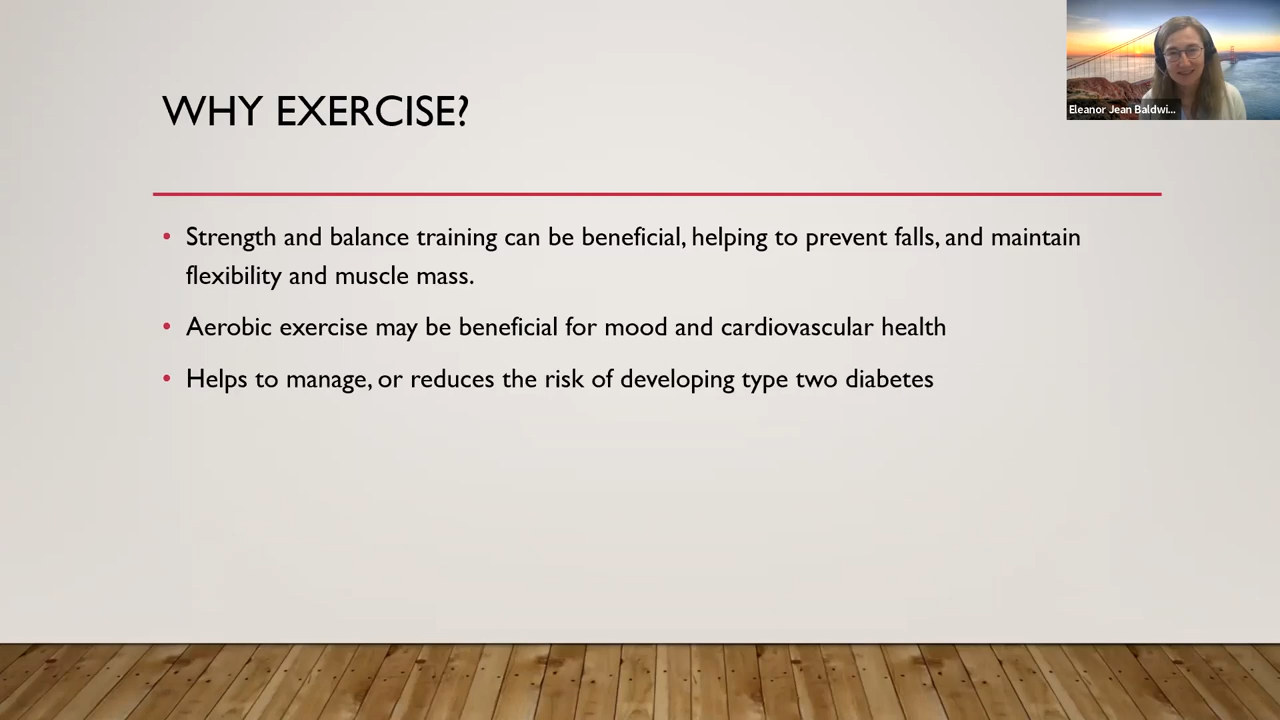 WHY EXERCISE?
Eleanor Jean Baldwi...
• Strength and balance training can be beneficial, helping to prevent falls, and maintain
flexibility and muscle mass.
• Aerobic exercise may be beneficial for mood and cardiovascular health
• Helps to manage, or reduces the risk of developing type two diabetes